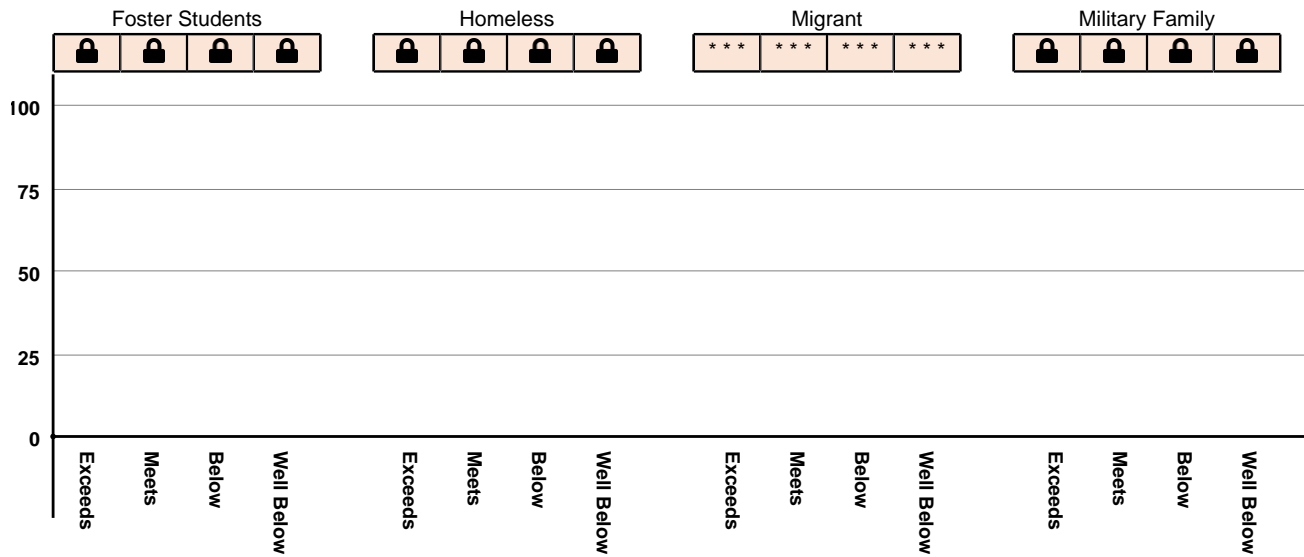 Foster Students Homeless Migrant Military Family
*** *** *** ***
100
75
50
25
0
Exceeds Meets Below Well Below Exceeds Meets Below Well Below Exceeds Meets Below Well Below Exceeds Meets Below Well Below